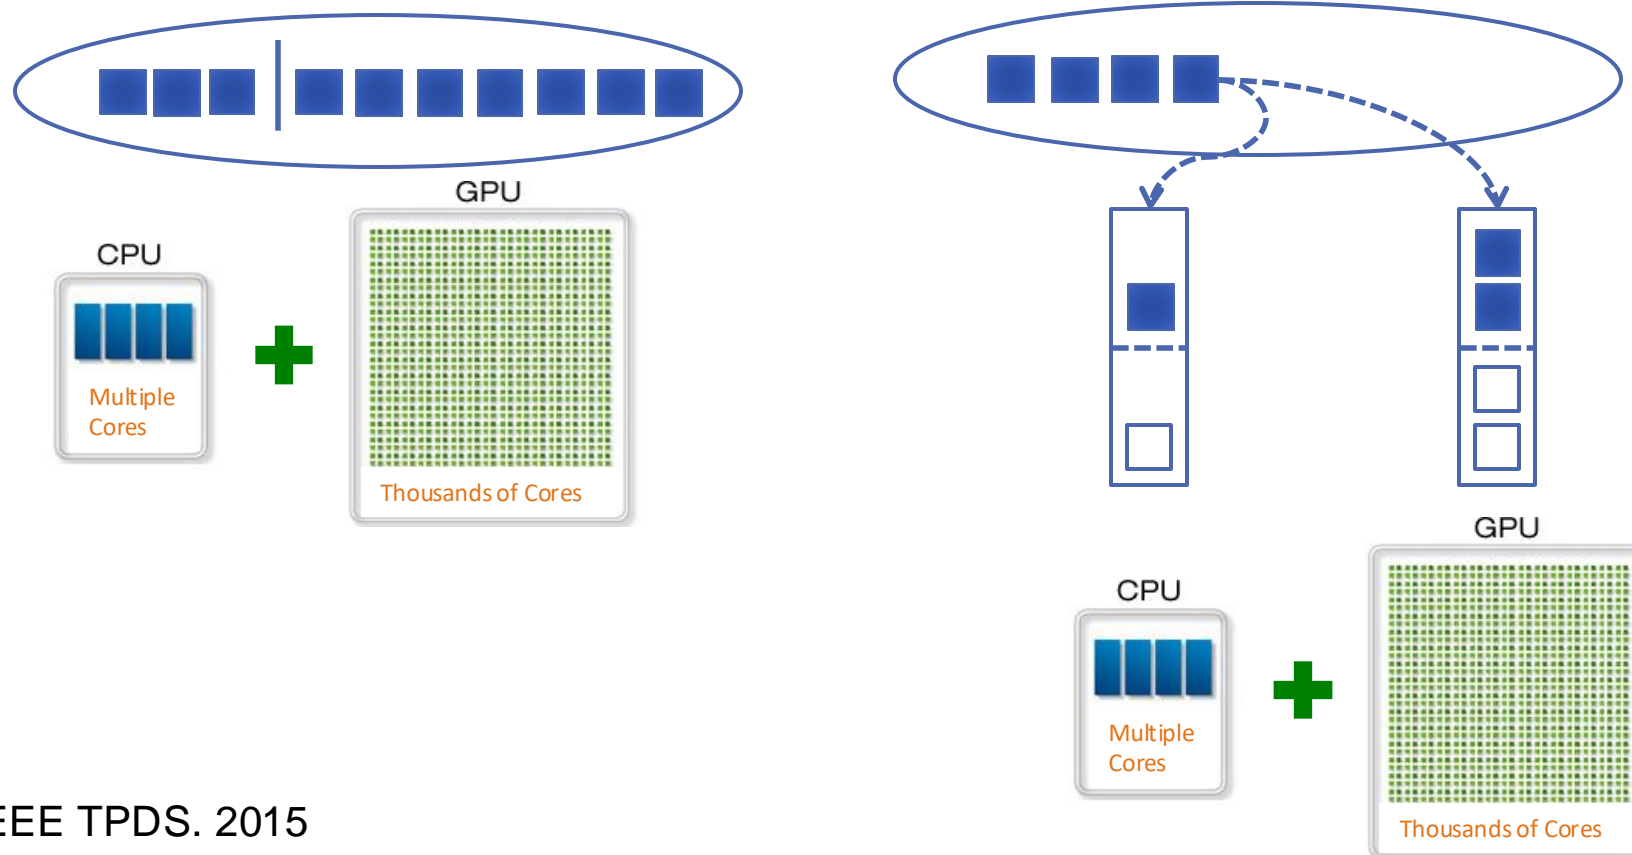 GPU
CPU
Multiple
Cores
Thousands of Cores
GPU
CPU
Multiple
Cores
Thousands of Cores
EEE TPDS. 2015